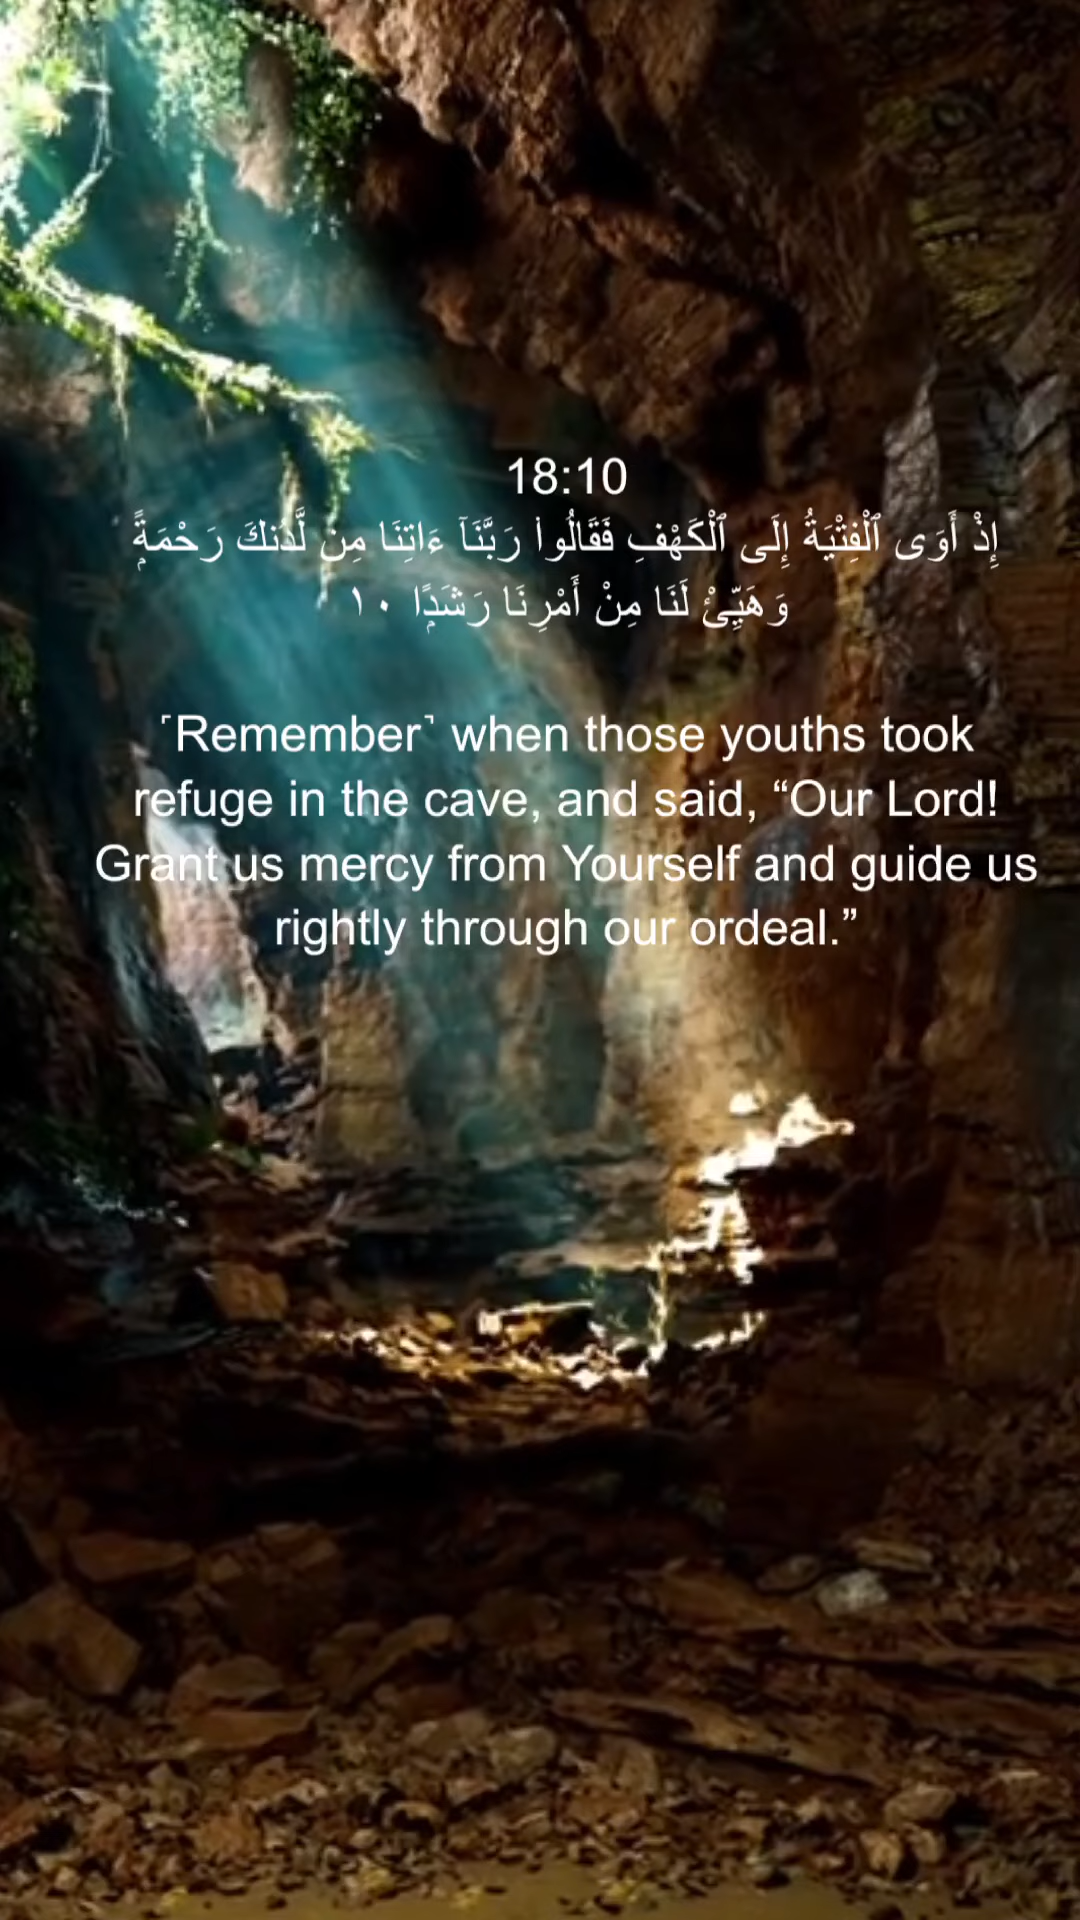 18:10
إِذْ أَوَى ٱلْفِتْيَةُ إِلَى ٱلْكَهْفِ فَقَالُوا۟ رَبَّنَآ ءَاتِنَا مِن لَّدُنكَ رَحْمَةًۭ
وَهَيِّئْ لَنَا مِنْ أَمْرِنَا رَشَدًۭا ١٠
˹Remember˺ when those youths took
refuge in the cave, and said, “Our Lord!
Grant us mercy from Yourself and guide us
rightly through our ordeal.”